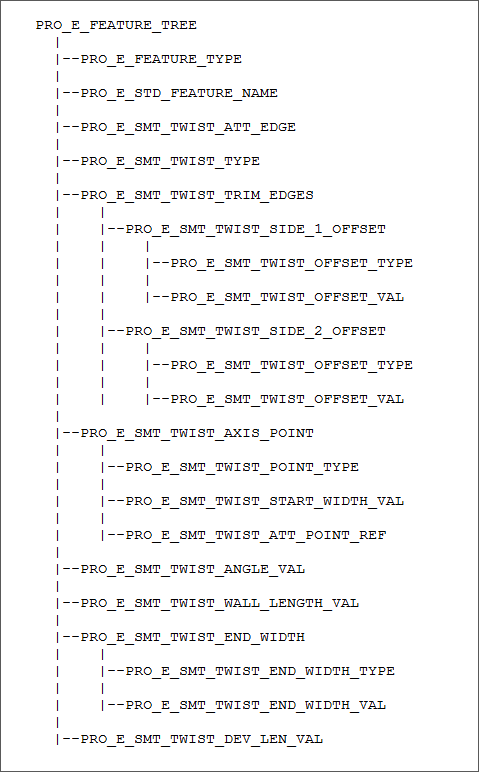 PRO_E_FEATURE_TREE
|
|--PRO_E_FEATURE_TYPE
|
|--PRO_E_STD_FEATURE_NAME
|
|--PRO_E_SMT_TWIST_ATT_EDGE
|
|--PRO_E_SMT_TWIST_TYPE
|
|--PRO_E_SMT_TWIST_TRIM_EDGES
|    |
|    |--PRO_E_SMT_TWIST_SIDE_1_OFFSET
|    |    |
|    |    |--PRO_E_SMT_TWIST_OFFSET_TYPE
|    |    |
|    |    |--PRO_E_SMT_TWIST_OFFSET_VAL
|    |
|    |--PRO_E_SMT_TWIST_SIDE_2_OFFSET
|    |    |
|    |    |--PRO_E_SMT_TWIST_OFFSET_TYPE
|    |    |
|    |    |--PRO_E_SMT_TWIST_OFFSET_VAL
|
|--PRO_E_SMT_TWIST_AXIS_POINT
|    |
|    |--PRO_E_SMT_TWIST_POINT_TYPE
|    |
|    |--PRO_E_SMT_TWIST_START_WIDTH_VAL
|    |
|    |--PRO_E_SMT_TWIST_ATT_POINT_REF
|
|--PRO_E_SMT_TWIST_ANGLE_VAL
|
|--PRO_E_SMT_TWIST_WALL_LENGTH_VAL
|
|--PRO_E_SMT_TWIST_END_WIDTH
|    |
|    |--PRO_E_SMT_TWIST_END_WIDTH_TYPE
|    |
|    |--PRO_E_SMT_TWIST_END_WIDTH_VAL
|
|--PRO_E_SMT_TWIST_DEV_LEN_VAL